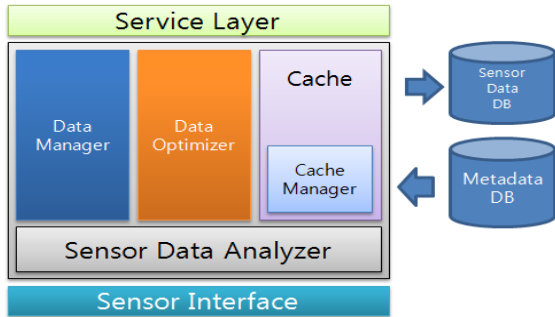 Service Layer
Data
Manager
Data
Optimizer
Cache
Cache
Manager
Sensor Data Analyzer
Sensor Interface
Sensor
Data
DB
Metadata
DB